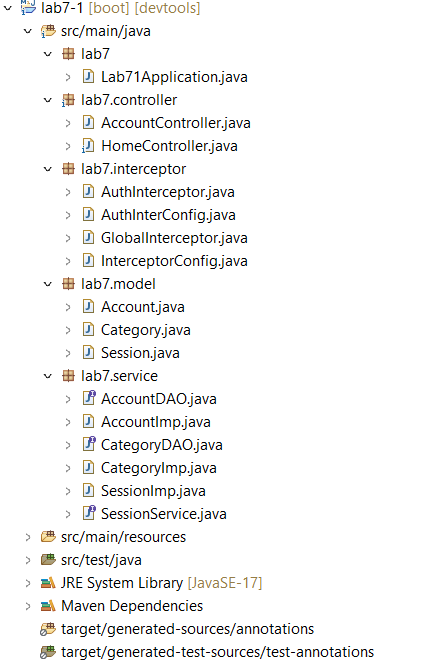 lab7-1 [boot] [devtools]
src/main/java
lab7
Lab71Application.java
lab7.controller
AccountController.java
HomeController.java
lab7.interceptor
AuthInterceptor.java
AuthInterConfig.java
GlobalInterceptor.java
InterceptorConfig.java
lab7.model
Account.java
Category.java
Session.java
lab7.service
AccountDAO.java
AccountImp.java
CategoryDAO.java
CategoryImp.java
SessionImp.java
SessionService.java
src/main/resources
src/test/java
JRE System Library [JavaSE-17]
Maven Dependencies
target/generated-sources/annotations
target/generated-test-sources/test-annotations